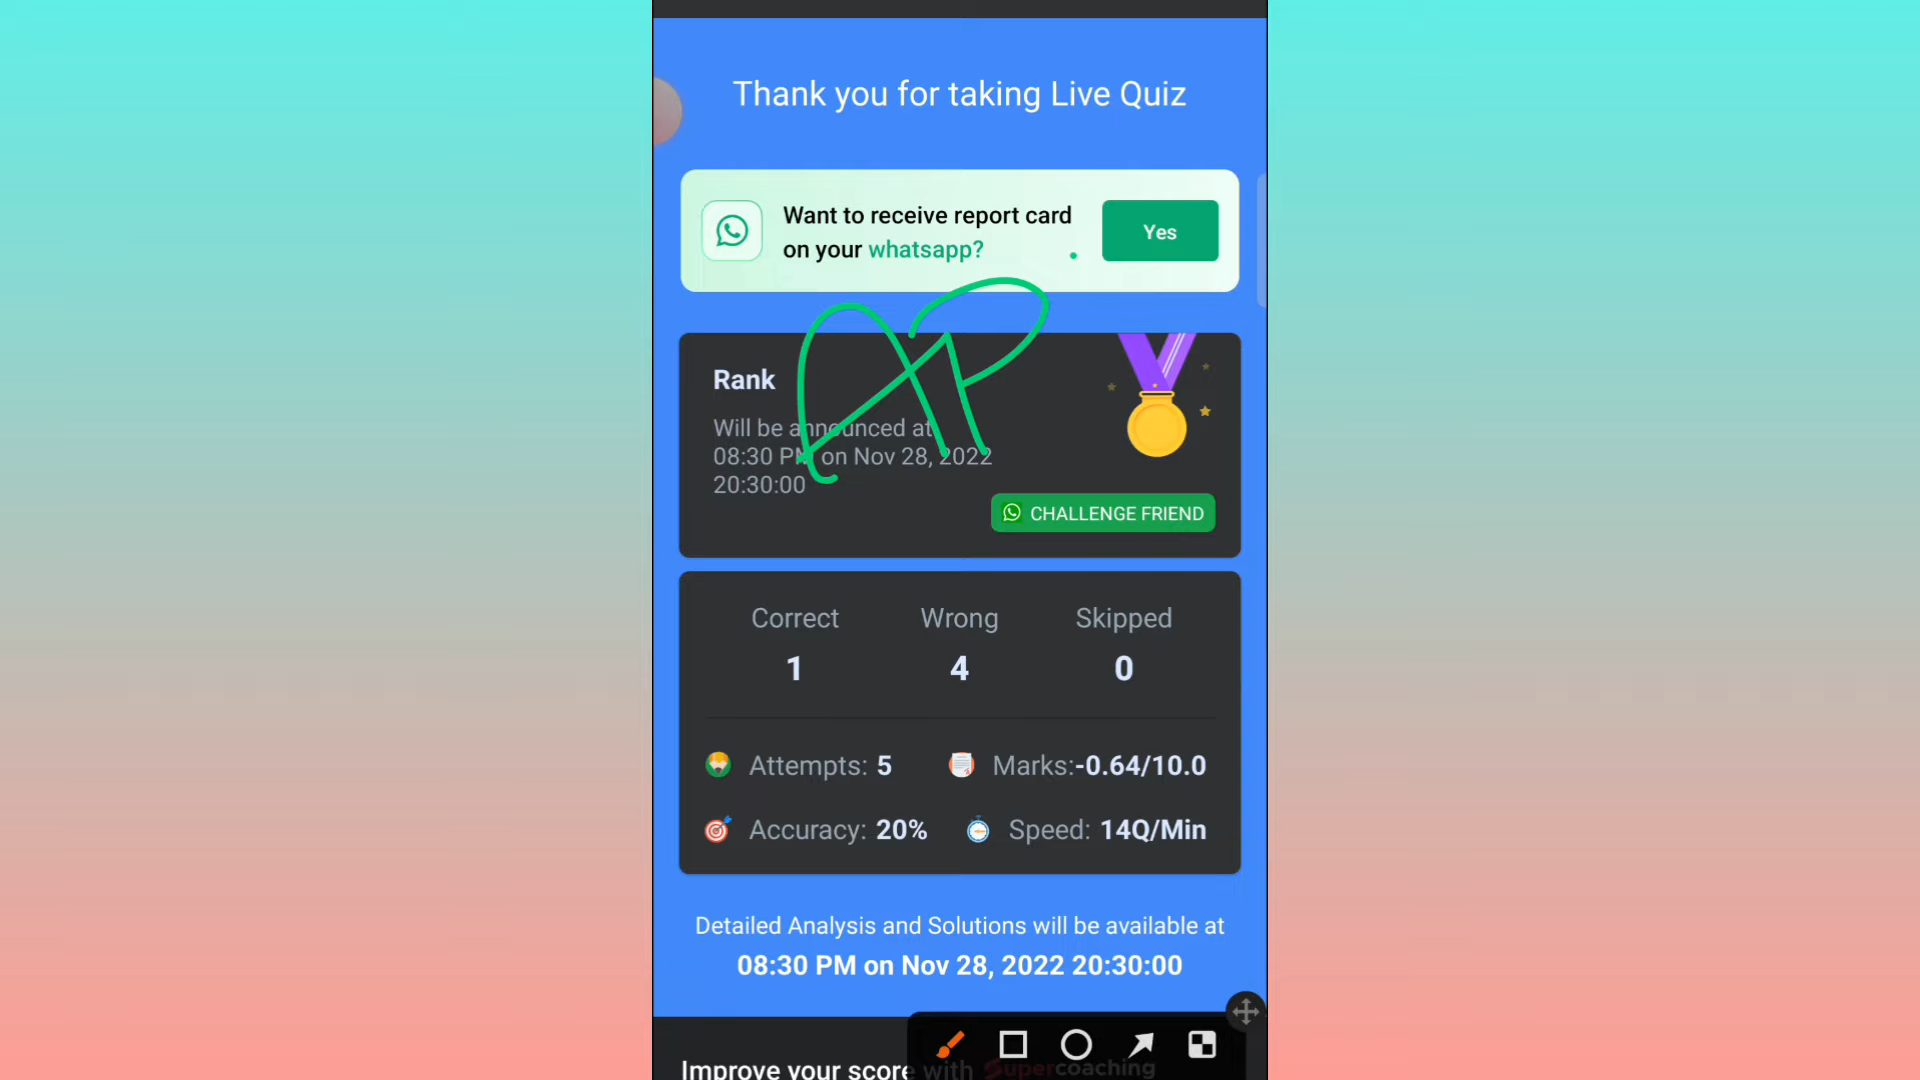 Thank you for taking Live Quiz
Want to receive report card
on your whatsapp?
Yes
AP
Rank
Will be announced at
08:30 PM on Nov 28, 2022
20:30:00
CHALLENGE FRIEND
Correct
Wrong
Skipped
1
4
0
Attempts: 5
Marks:-0.64/10.0
Accuracy: 20%
Speed: 14Q/Min
Detailed Analysis and Solutions will be available at
08:30 PM on Nov 28, 2022 20:30:00
Improve your score with Supercoaching